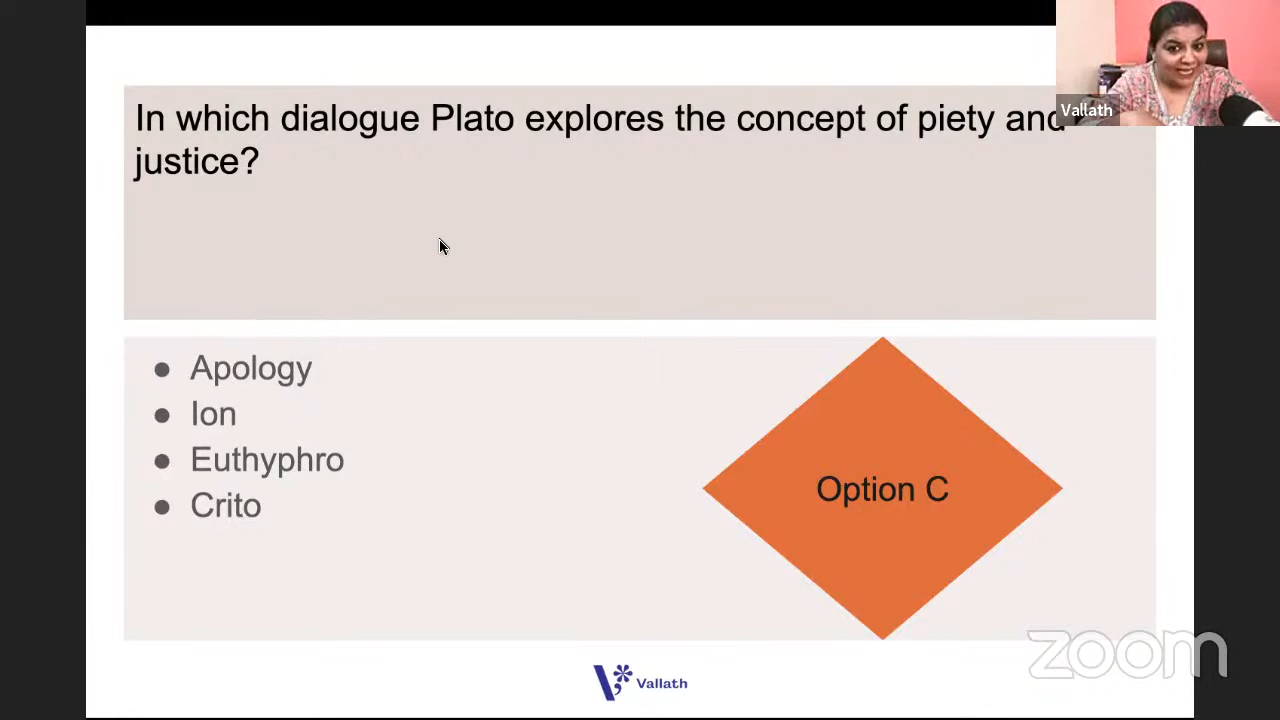 In which dialogue Plato explores the concept of piety and
justice?
Vallath
Apology
Ion
Euthyphro
Crito
Option C
zoom
Vallath